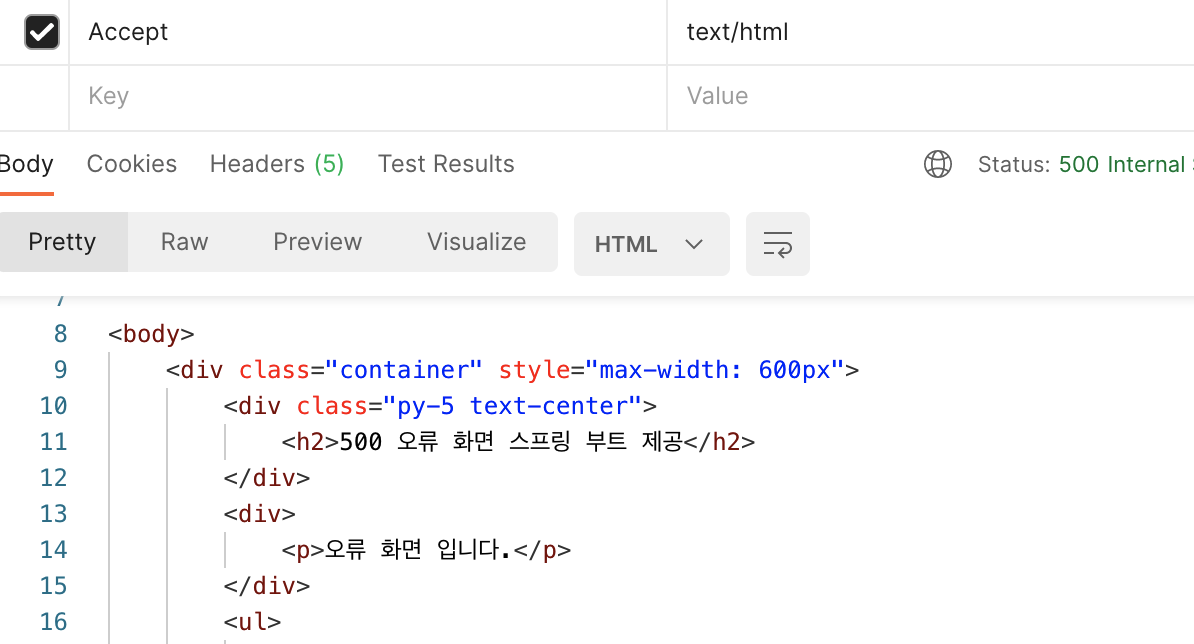 Accept text/html
Key Value
Body Cookies Headers (5) Test Results Status: 500 Internal
Pretty Raw Preview Visualize HTML
7
8 <body>
9 <div class="container" style="max-width: 600px">
10 <div class="py-5 text-center">
11 <h2>500 오류 화면 스프링 부트 제공</h2>
12 </div>
13 <div>
14 <p>오류 화면 입니다.</p>
15 </div>
16 <ul>